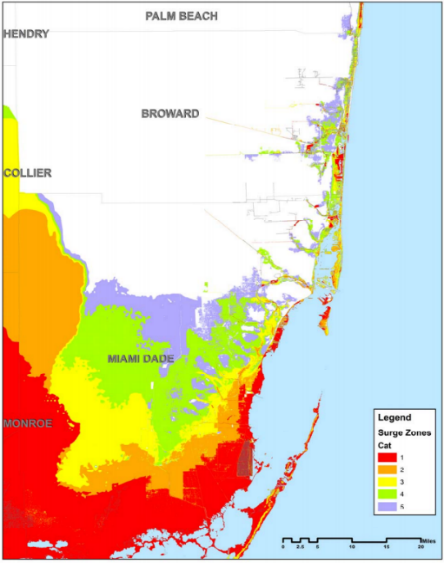 PALM BEACH
HENDRY
BROWARD
COLLIER
MIAMI DADE
MONROE
Legend
Surge Zones
Cat
1
2
3
4
5
Miles
0 2.5 5 10 15 20